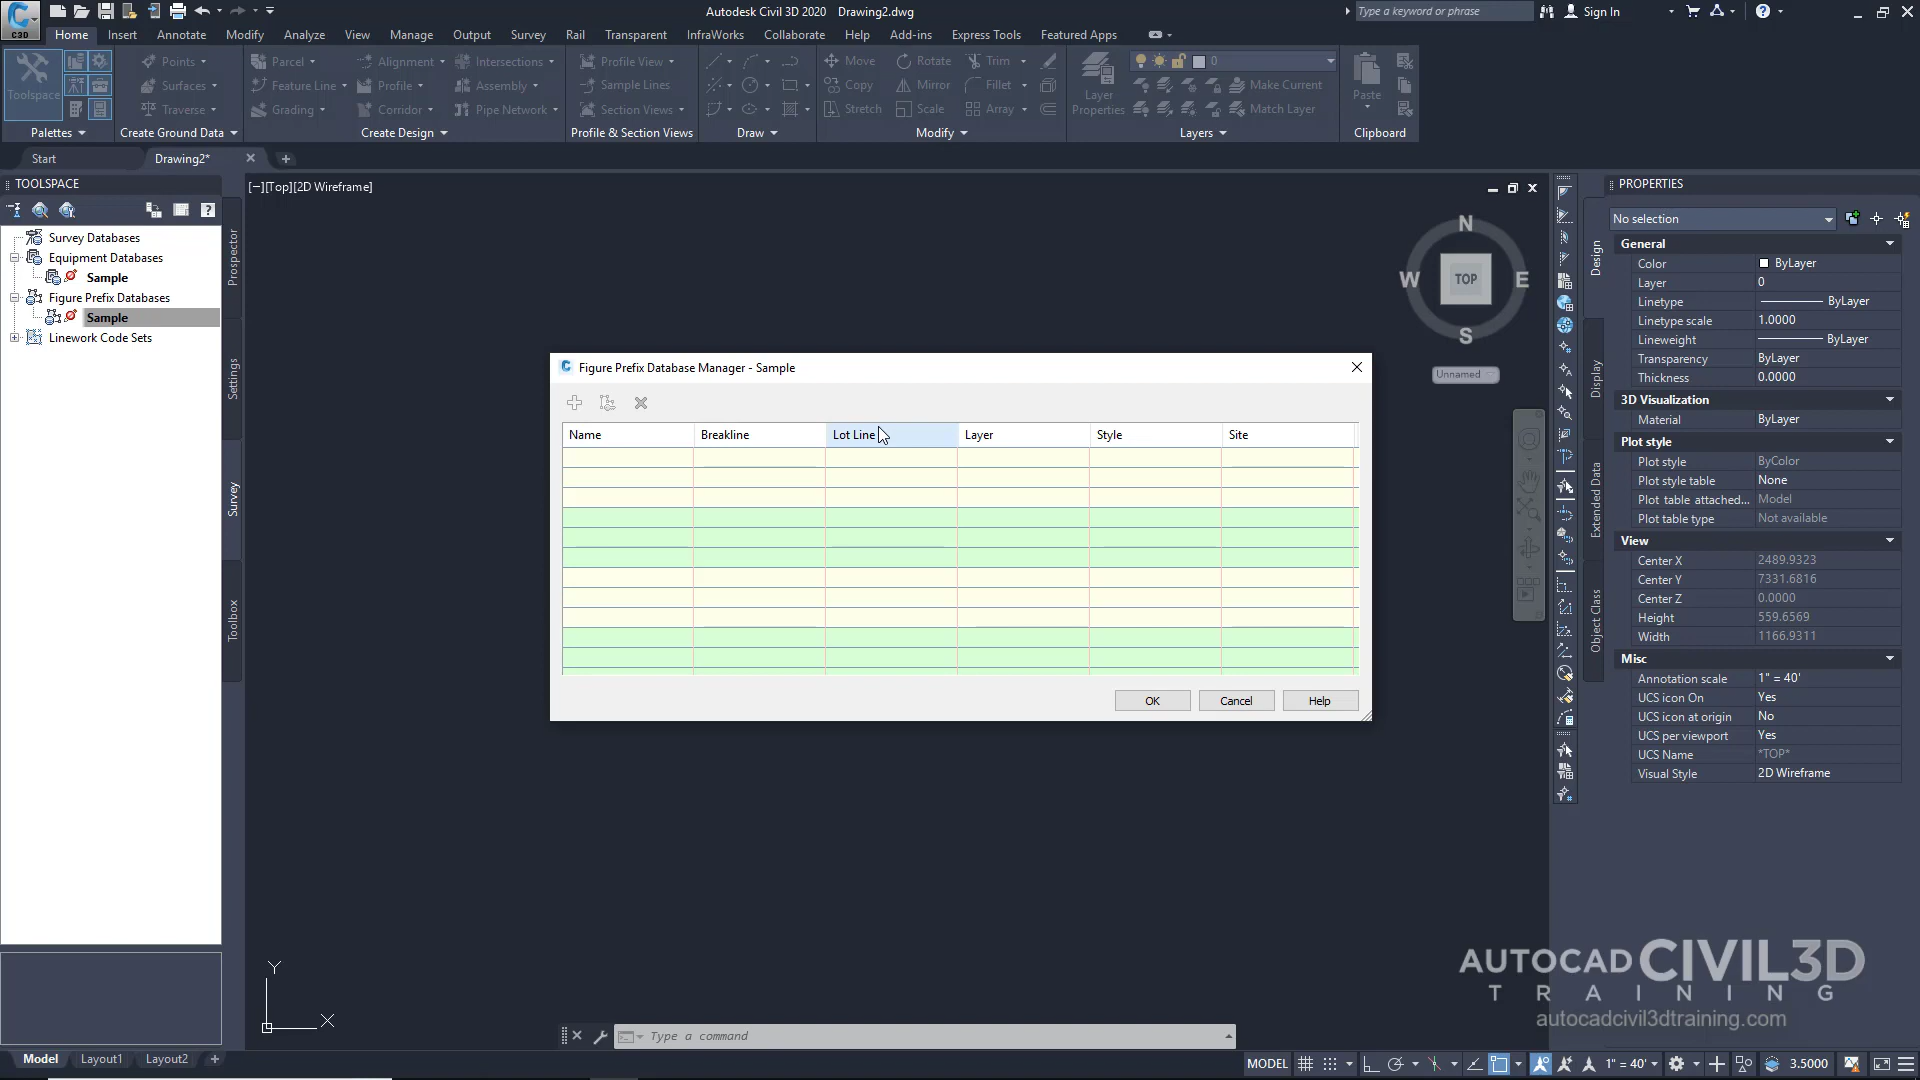 Autodesk Civil 3D 2020 Drawing2.dwg
Type a keyword or phrase
Sign In
C3D
Home Insert Annotate Modify Analyze View Manage Output Survey Rail Transparent InfraWorks Collaborate Help Add-ins Express Tools Featured Apps
Toolspace
Points
Surfaces
Traverse
Parcel
Feature Line
Grading
Alignment
Profile
Corridor
Intersections
Assembly
Pipe Network
Profile View
Sample Lines
Section Views
Move
Copy
Stretch
Rotate
Mirror
Scale
Trim
Fillet
Array
Layer
Properties
0
Make Current
Match Layer
Paste
Palettes Create Ground Data Create Design Profile & Section Views Draw Modify Layers Clipboard
Start Drawing2*
TOOLSPACE
Survey Databases
Equipment Databases
Sample
Figure Prefix Databases
Sample
Linework Code Sets
Prospector
Settings
Survey
Toolbox
[−][Top][2D Wireframe]
N
W TOP E
S
Unnamed
Figure Prefix Database Manager - Sample
Name Breakline Lot Line Layer Style Site
OK Cancel Help
Y
X
Type a command
Design
Display
Extended Data
Object Class
PROPERTIES
No selection
General
Color ByLayer
Layer 0
Linetype ByLayer
Linetype scale 1.0000
Lineweight ByLayer
Transparency ByLayer
Thickness 0.0000
3D Visualization
Material ByLayer
Plot style
Plot style ByColor
Plot style table None
Plot table attached... Model
Plot table type Not available
View
Center X 2489.9323
Center Y 7331.6816
Center Z 0.0000
Height 559.6569
Width 1166.9311
Misc
Annotation scale 1" = 40'
UCS icon On Yes
UCS icon at origin No
UCS per viewport Yes
UCS Name *TOP*
Visual Style 2D Wireframe
AUTOCAD CIVIL3D
TRAINING
autocadcivil3dtraining.com
Model Layout1 Layout2
MODEL 1" = 40' 3.5000